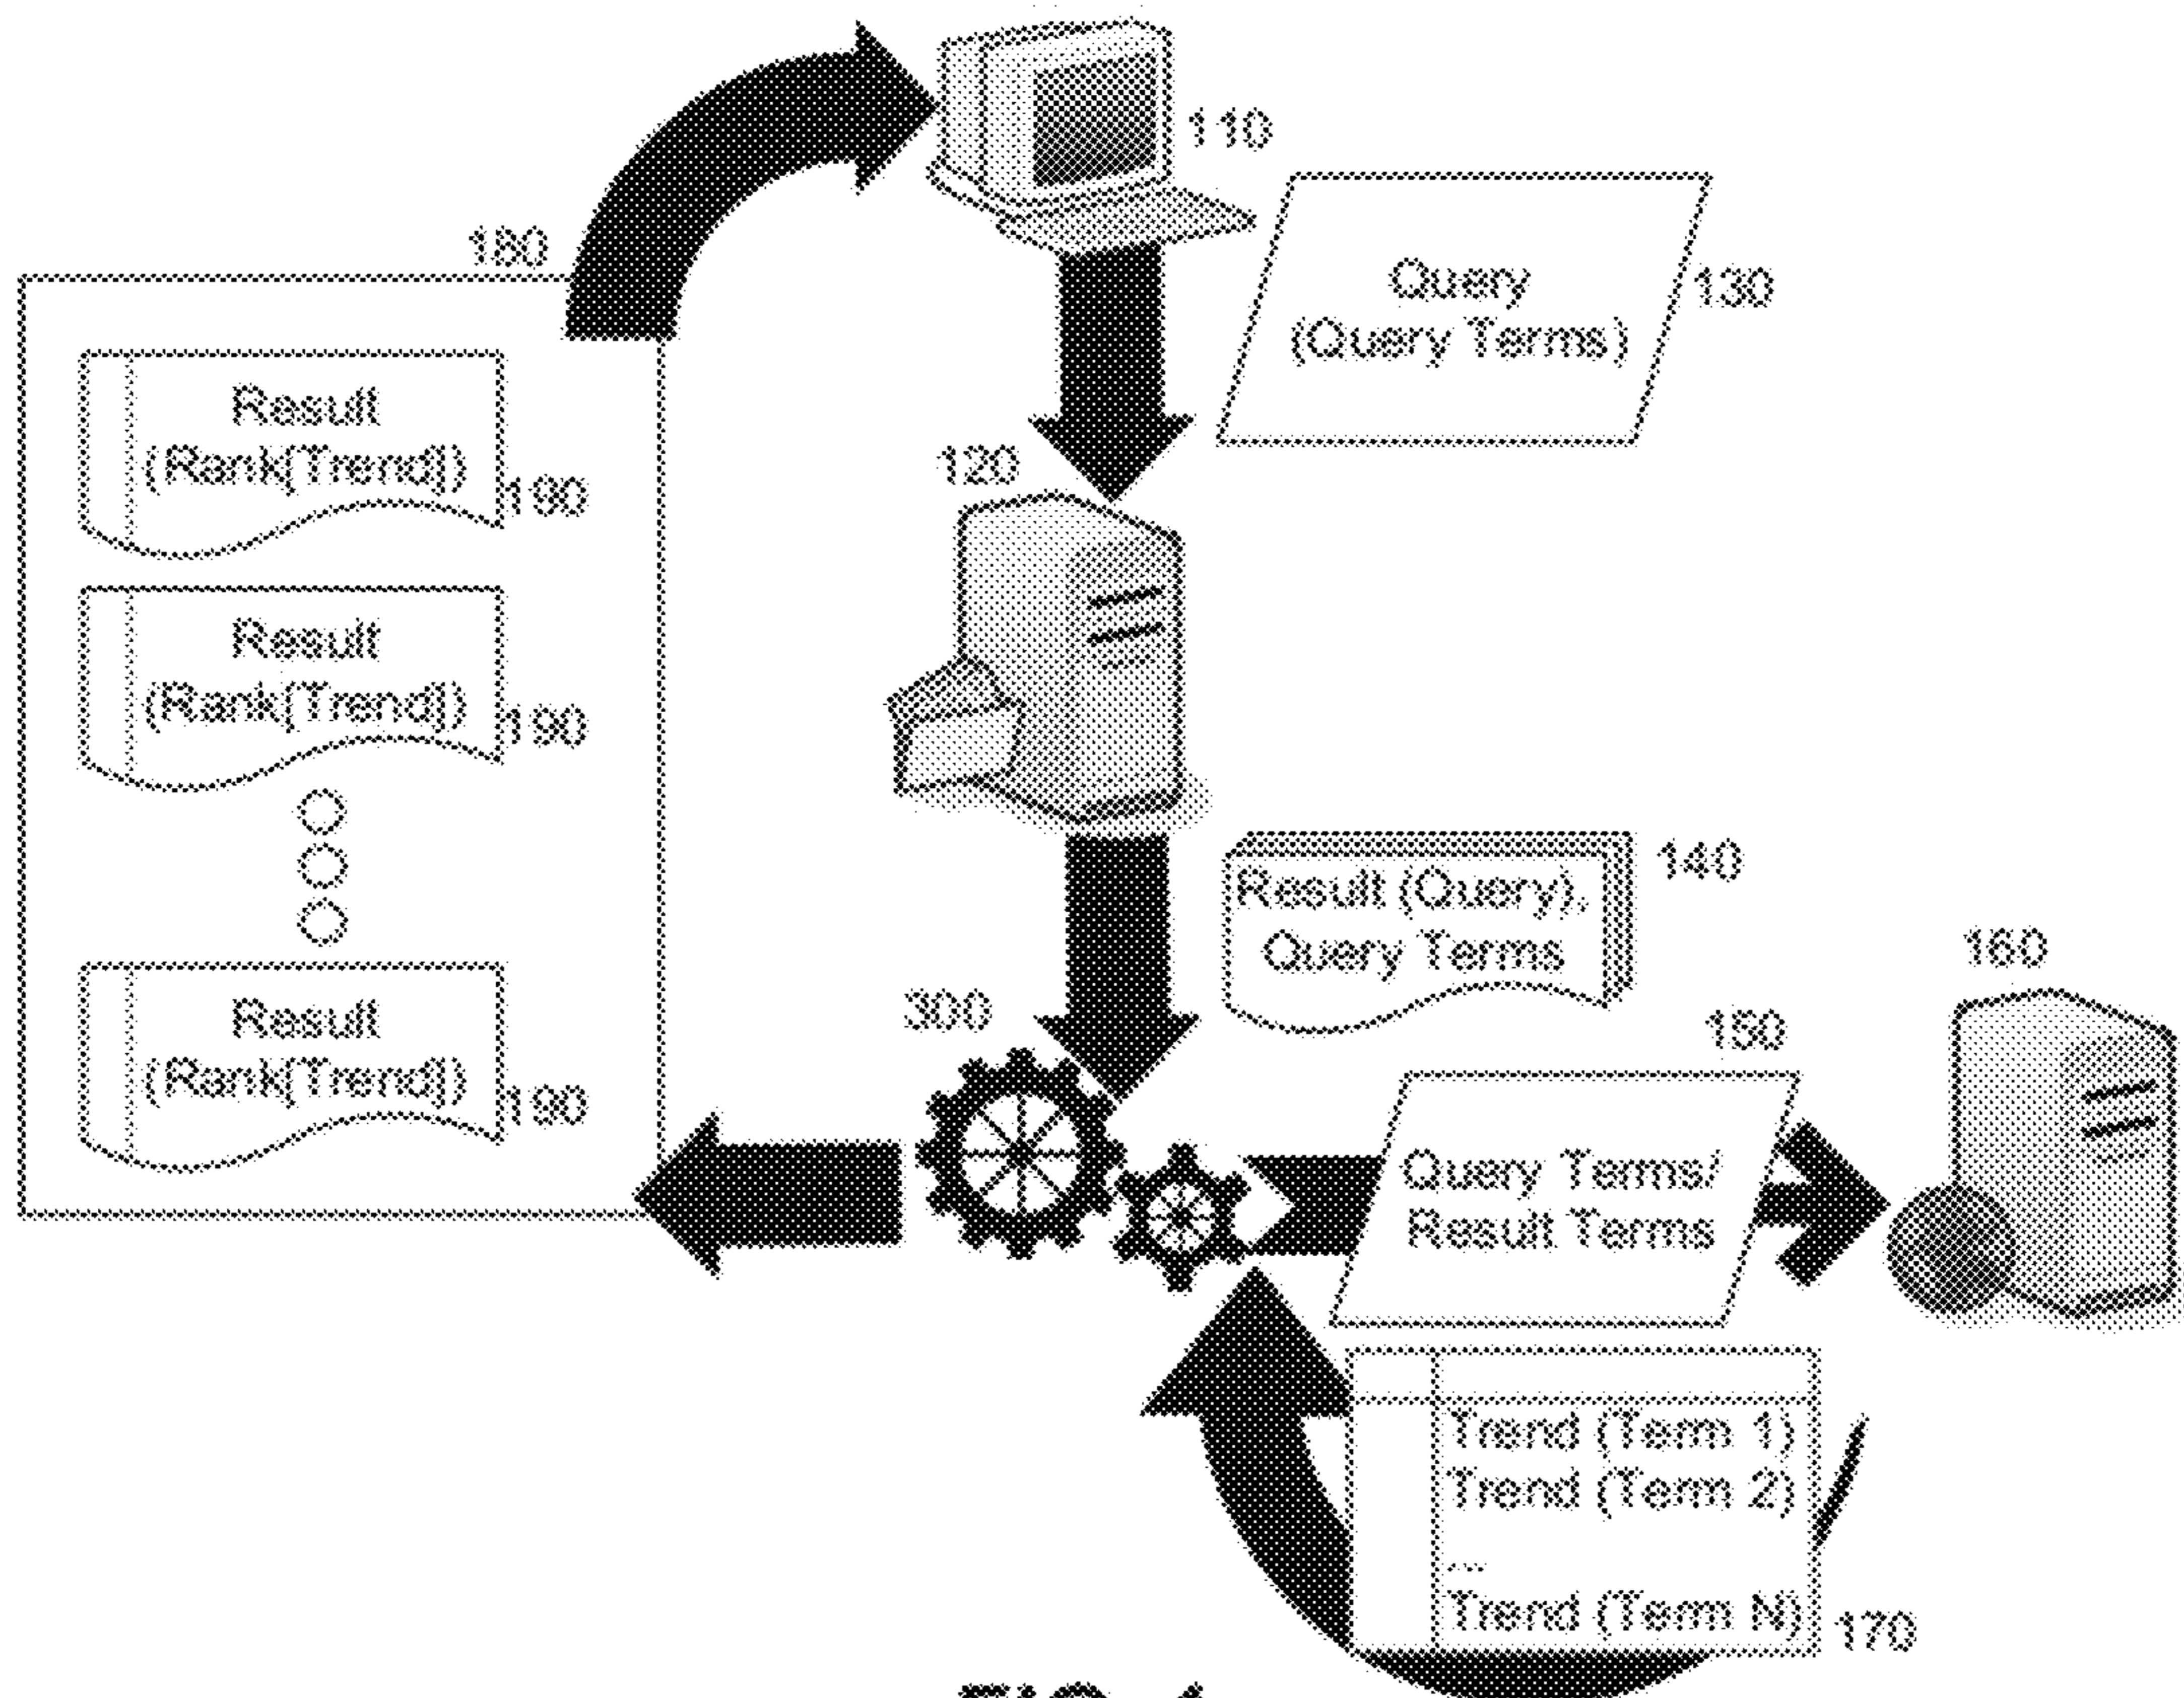 110
Query
(Query Terms)
130
180
Result
(Rank[Trend])
190
120
Result
(Rank[Trend])
190
140
Result (Query),
Query Terms
160
Result
(Rank[Trend])
190
300
150
Query Terms/
Result Terms
Trend (Term 1)
Trend (Term 2)
...
Trend (Term N)
170
FIG. 1